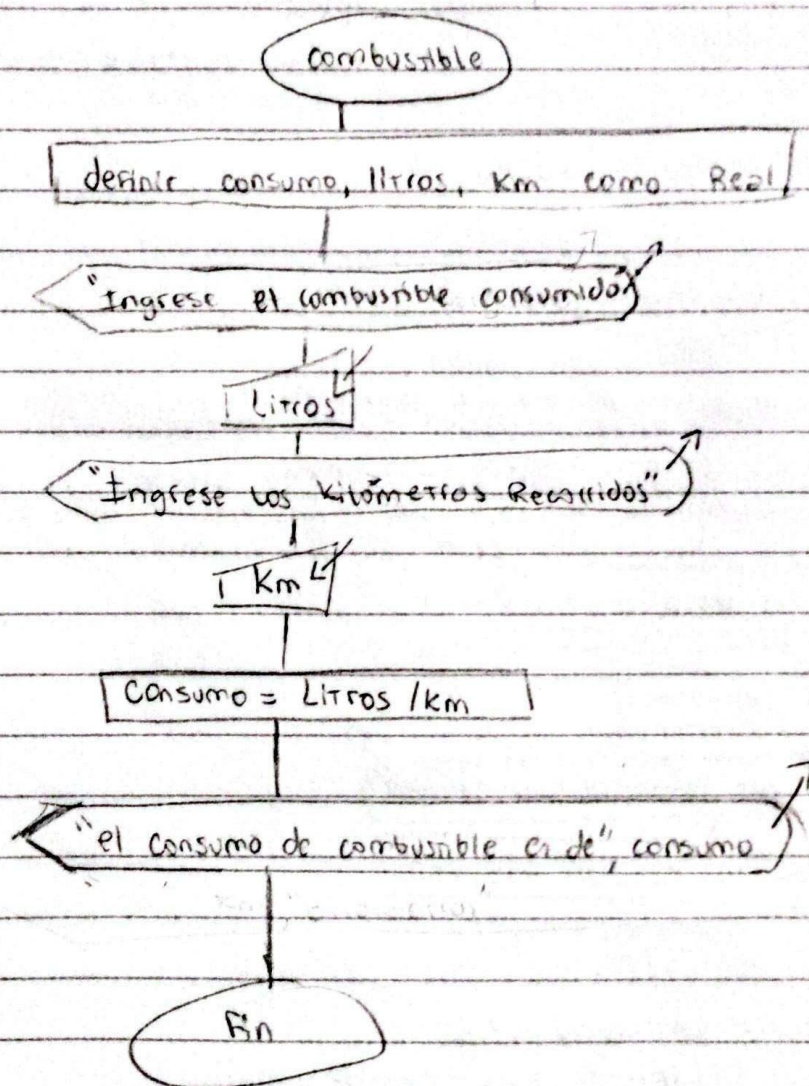 combustible
definir consumo, litros, Km como Real,
"Ingrese el combustible consumido"
Litros
"Ingrese los kilómetros Recorridos"
Km
Consumo = Litros /km
"el consumo de combustible es de", consumo
Fin